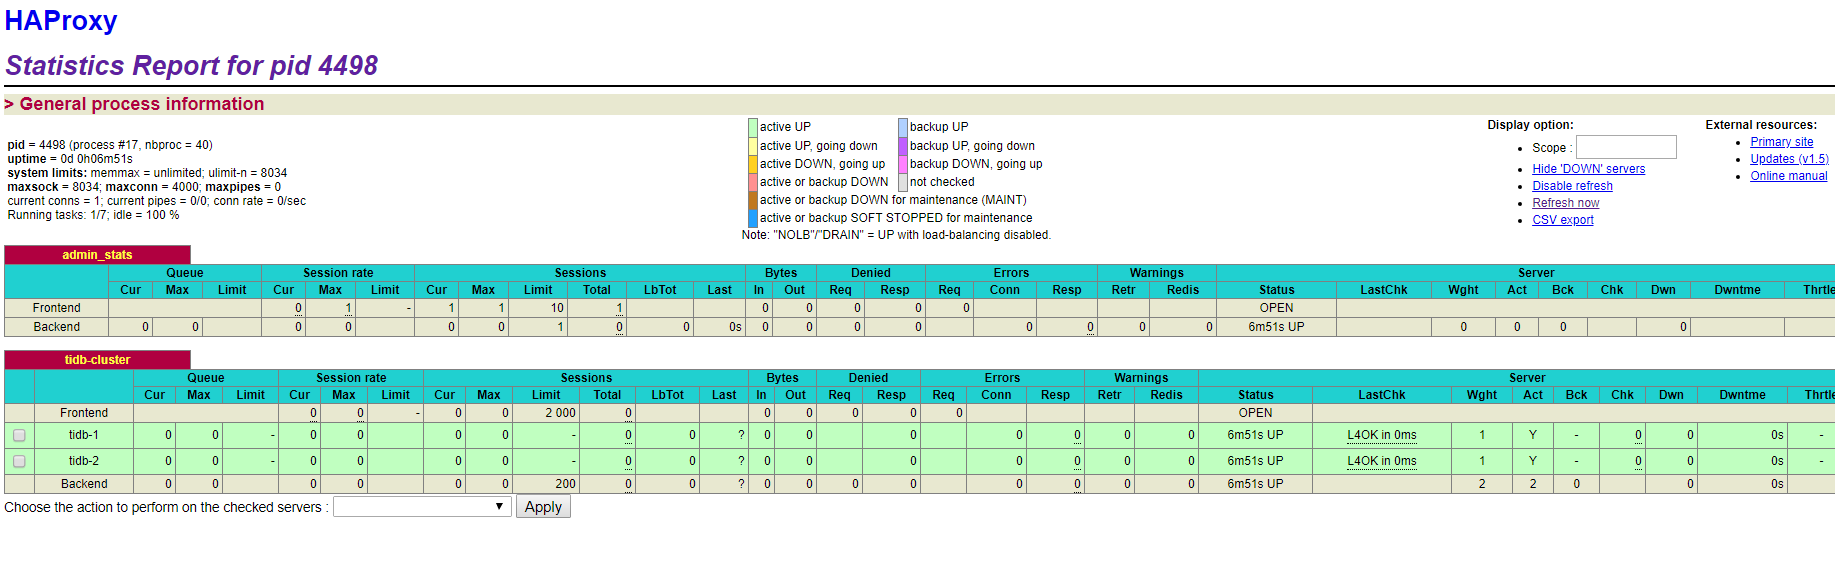 HAProxy
Statistics Report for pid 4498
> General process information
pid = 4498 (process #17, nbproc = 40)
uptime = 0d 0h06m51s
system limits: memmax = unlimited; ulimit-n = 8034
maxsock = 8034; maxconn = 4000; maxpipes = 0
current conns = 1; current pipes = 0/0; conn rate = 0/sec
Running tasks: 1/7; idle = 100 %
active UP backup UP
active UP, going down backup UP, going down
active DOWN, going up backup DOWN, going up
active or backup DOWN not checked
active or backup DOWN for maintenance (MAINT)
active or backup SOFT STOPPED for maintenance
Note: "NOLB"/"DRAIN" = UP with load-balancing disabled.
Display option:
• Scope :
• Hide 'DOWN' servers
• Disable refresh
• Refresh now
• CSV export
External resources:
• Primary site
• Updates (v1.5)
• Online manual
admin_stats
Queue Session rate Sessions Bytes Denied Errors Warnings Server
Cur Max Limit Cur Max Limit Cur Max Limit Total LbTot Last In Out Req Resp Req Conn Resp Retr Redis Status LastChk Wght Act Bck Chk Dwn Dwntme Thrtle
Frontend 0 1 - 1 1 10 1 0 0 0 0 0 OPEN
Backend 0 0 0 0 0 0 1 0 0 0s 0 0 0 0 0 0 0 0 6m51s UP 0 0 0 0
tidb-cluster
Queue Session rate Sessions Bytes Denied Errors Warnings Server
Cur Max Limit Cur Max Limit Cur Max Limit Total LbTot Last In Out Req Resp Req Conn Resp Retr Redis Status LastChk Wght Act Bck Chk Dwn Dwntme Thrtle
Frontend 0 0 - 0 0 2 000 0 0 0 0 0 0 OPEN
tidb-1 0 0 - 0 0 0 0 - 0 0 ? 0 0 0 0 0 0 0 6m51s UP L4OK in 0ms 1 Y - 0 0 0s -
tidb-2 0 0 - 0 0 0 0 - 0 0 ? 0 0 0 0 0 0 0 6m51s UP L4OK in 0ms 1 Y - 0 0 0s -
Backend 0 0 0 0 0 0 200 0 0 ? 0 0 0 0 0 0 0 0 6m51s UP 2 2 0 0 0s
Choose the action to perform on the checked servers : Apply